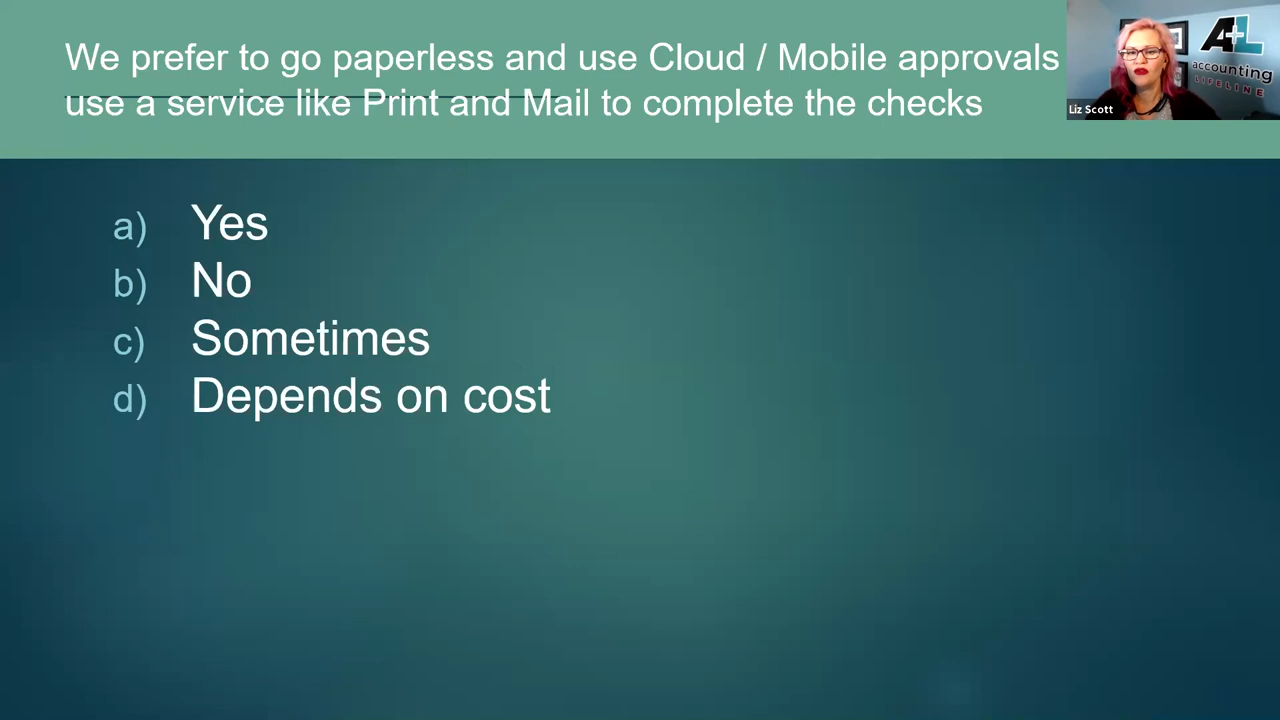 We prefer to go paperless and use Cloud / Mobile approvals
use a service like Print and Mail to complete the checks
a) Yes
b) No
c) Sometimes
d) Depends on cost
A+L
accounting
LIFELINE
Liz Scott